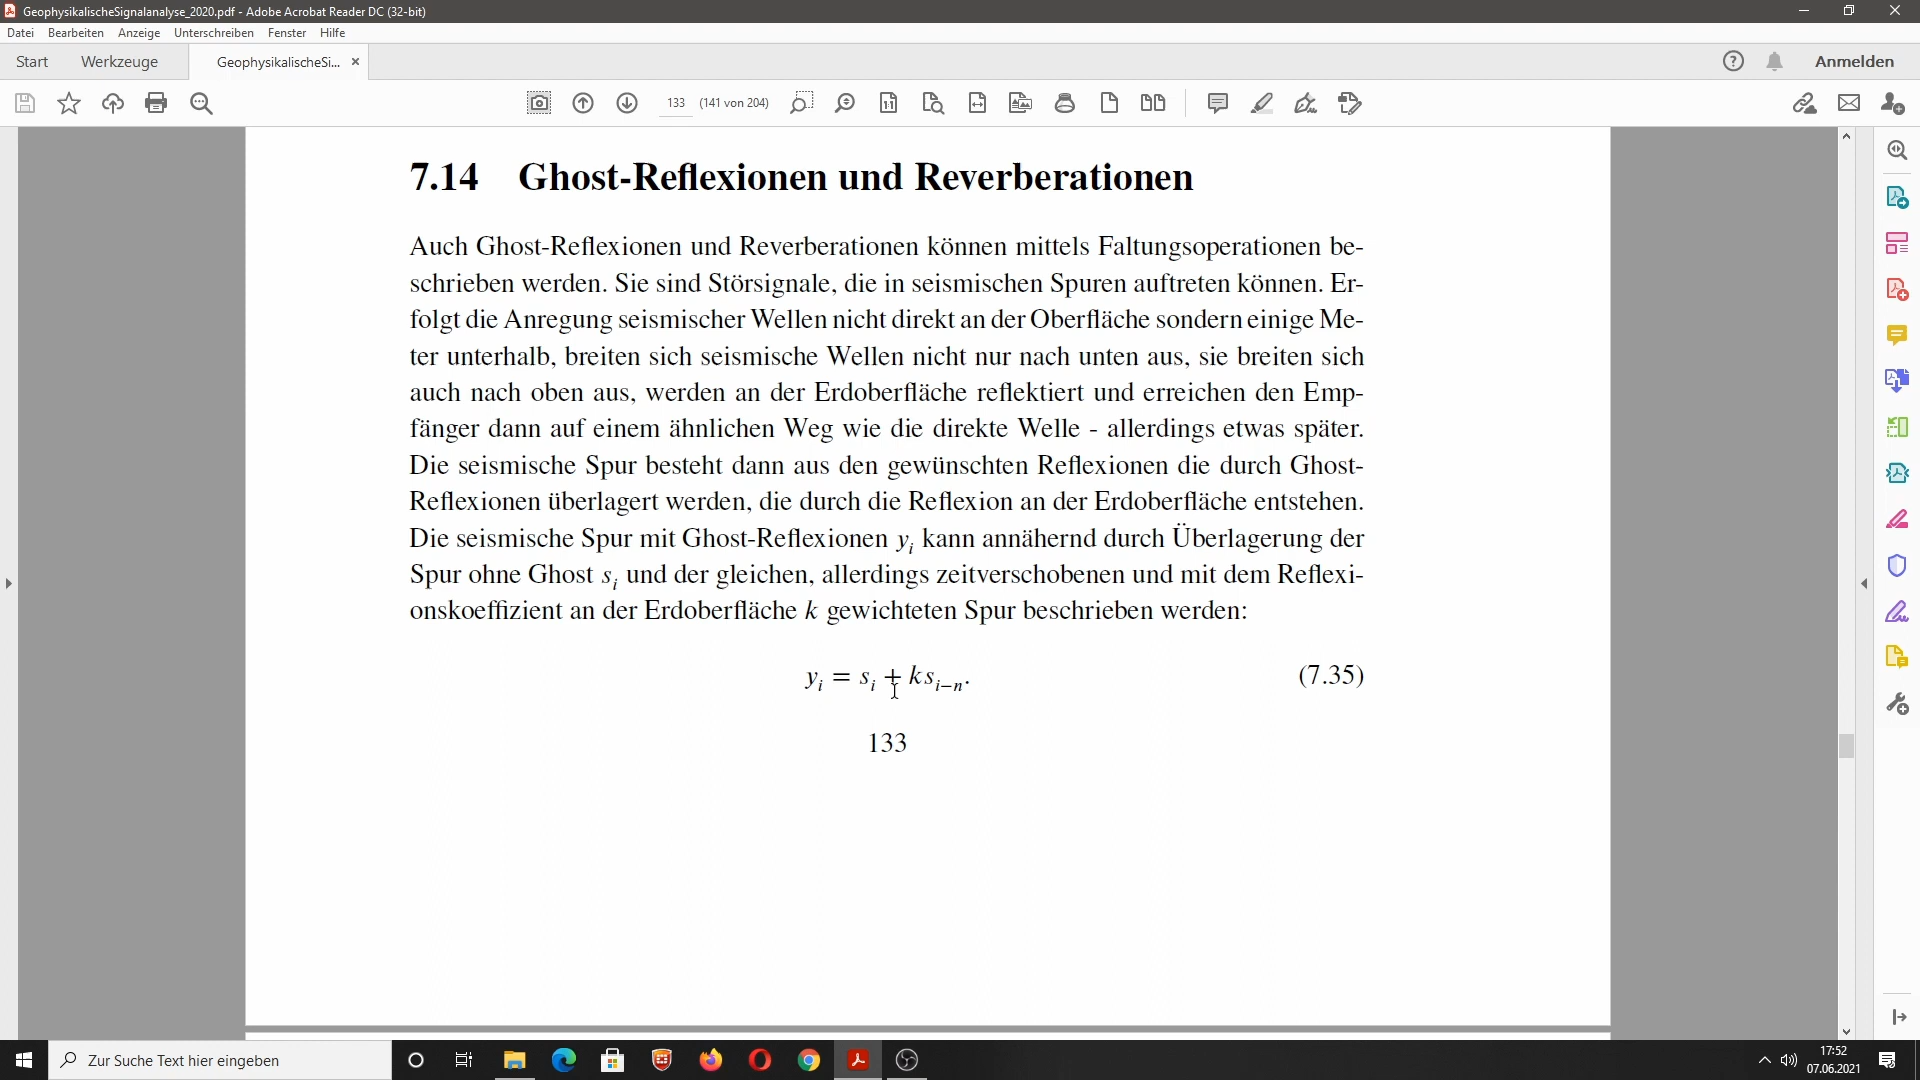 GeophysikalischeSignalanalyse_2020.pdf - Adobe Acrobat Reader DC (32-bit)
Datei Bearbeiten Anzeige Unterschreiben Fenster Hilfe
Start Werkzeuge GeophysikalischeSi... × Anmelden
133 (141 von 204)
7.14 Ghost-Reflexionen und Reverberationen
Auch Ghost-Reflexionen und Reverberationen können mittels Faltungsoperationen be-
schrieben werden. Sie sind Störsignale, die in seismischen Spuren auftreten können. Er-
folgt die Anregung seismischer Wellen nicht direkt an der Oberfläche sondern einige Me-
ter unterhalb, breiten sich seismische Wellen nicht nur nach unten aus, sie breiten sich
auch nach oben aus, werden an der Erdoberfläche reflektiert und erreichen den Emp-
fänger dann auf einem ähnlichen Weg wie die direkte Welle - allerdings etwas später.
Die seismische Spur besteht dann aus den gewünschten Reflexionen die durch Ghost-
Reflexionen überlagert werden, die durch die Reflexion an der Erdoberfläche entstehen.
Die seismische Spur mit Ghost-Reflexionen yᵢ kann annähernd durch Überlagerung der
Spur ohne Ghost sᵢ und der gleichen, allerdings zeitverschobenen und mit dem Reflexi-
onskoeffizient an der Erdoberfläche k gewichteten Spur beschrieben werden:
yᵢ = sᵢ + ksᵢ₋ₙ. (7.35)
133
Zur Suche Text hier eingeben
17:52
07.06.2021